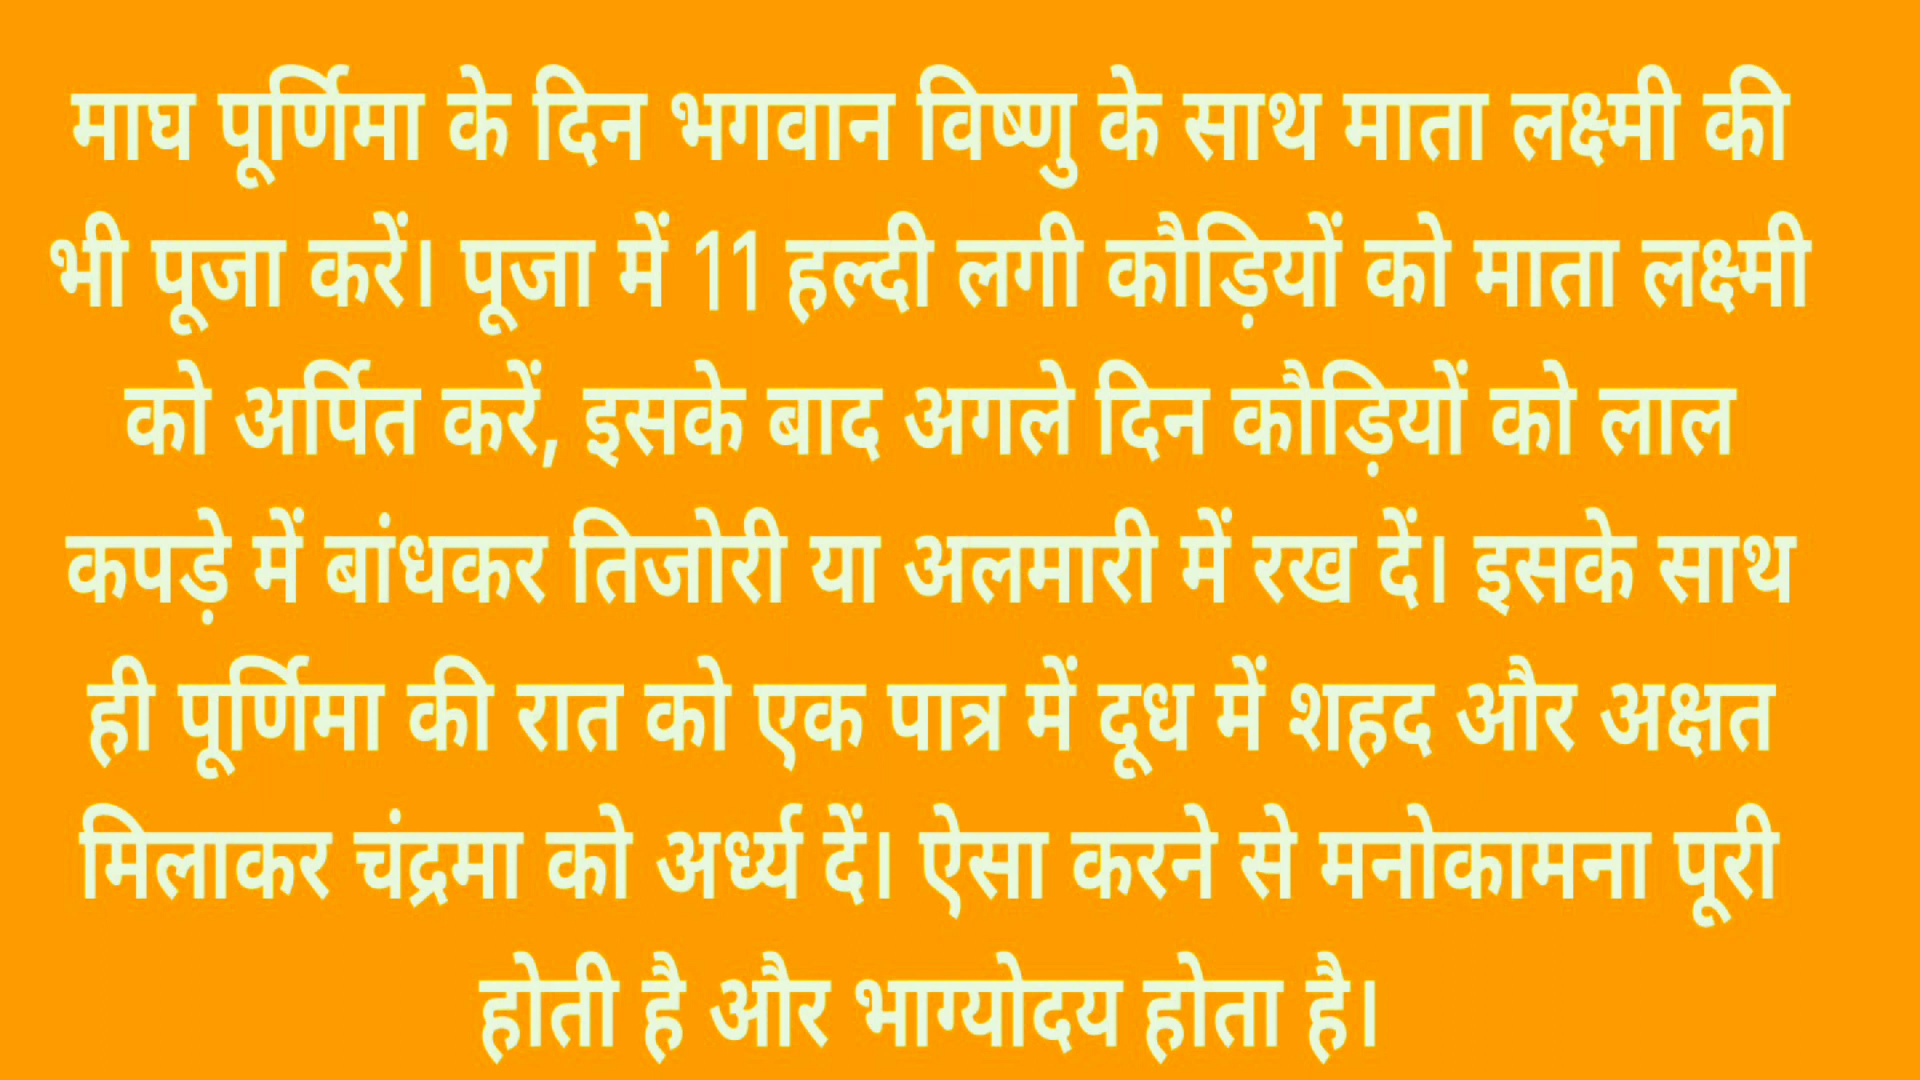 माघ पूर्णिमा के दिन भगवान विष्णु के साथ माता लक्ष्मी की
भी पूजा करें। पूजा में 11 हल्दी लगी कौड़ियों को माता लक्ष्मी
को अर्पित करें, इसके बाद अगले दिन कौड़ियों को लाल
कपड़े में बांधकर तिजोरी या अलमारी में रख दें। इसके साथ
ही पूर्णिमा की रात को एक पात्र में दूध में शहद और अक्षत
मिलाकर चंद्रमा को अर्ध्य दें। ऐसा करने से मनोकामना पूरी
होती है और भाग्योदय होता है।